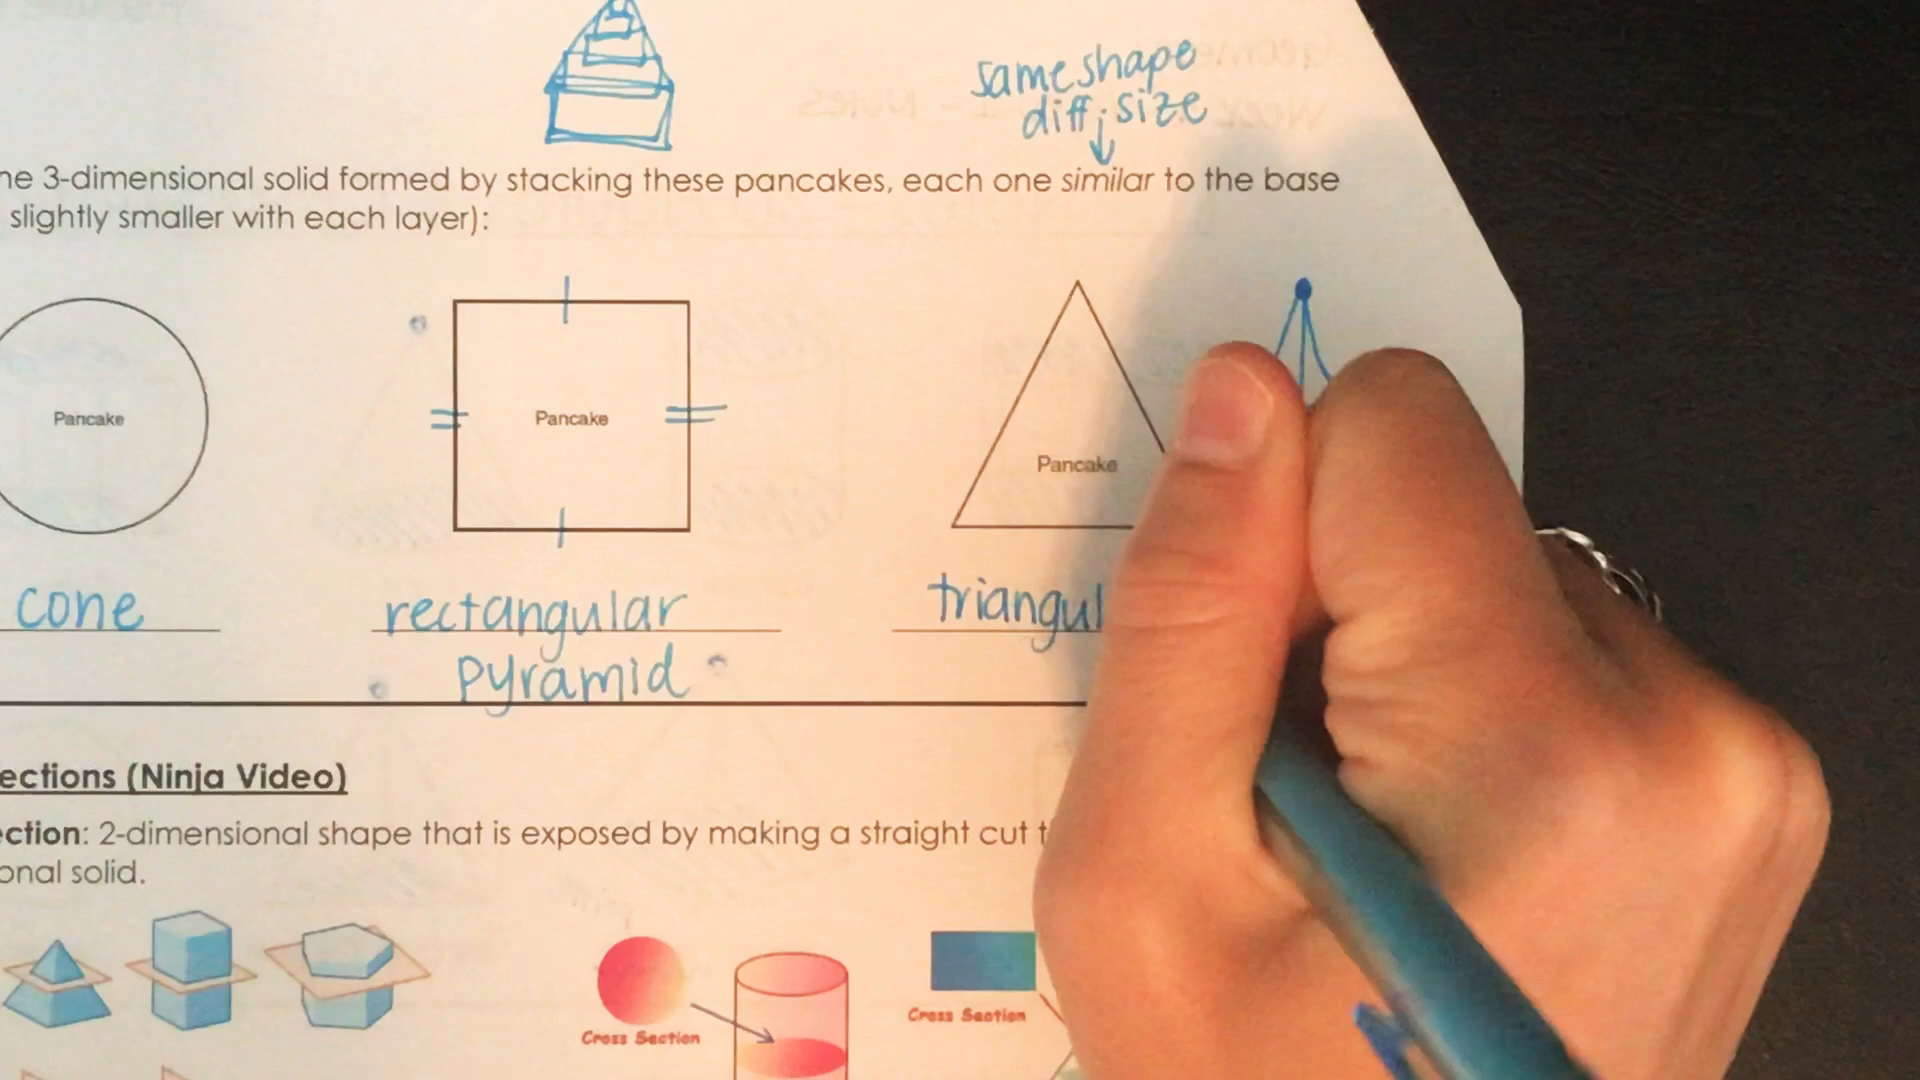 same shape
diff. size
3-dimensional solid formed by stacking these pancakes, each one similar to the base
slightly smaller with each layer):
Pancake
Pancake
Pancake
cone
rectangular
pyramid
triangul
ections (Ninja Video)
ction: 2-dimensional shape that is exposed by making a straight cut t
onal solid.
Cross Section
Cross Section